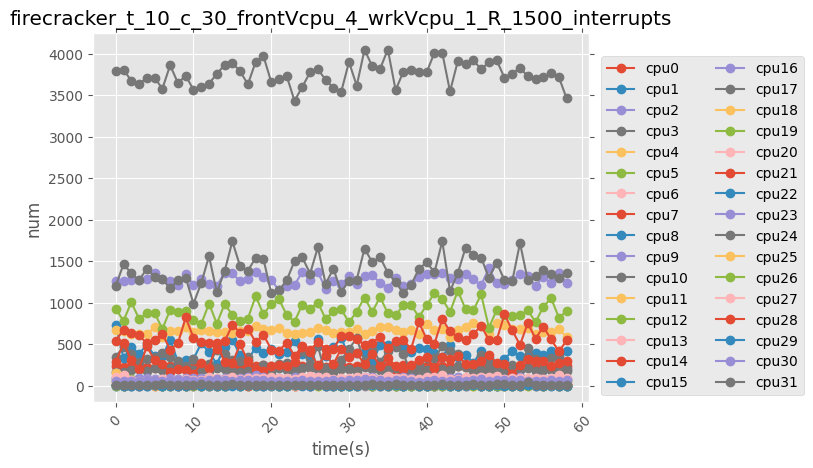 firecracker_t_10_c_30_frontVcpu_4_wrkVcpu_1_R_1500_interrupts
num
4000
3500
3000
2500
2000
1500
1000
500
0
0
10
20
30
40
50
60
time(s)
cpu0
cpu1
cpu2
cpu3
cpu4
cpu5
cpu6
cpu7
cpu8
cpu9
cpu10
cpu11
cpu12
cpu13
cpu14
cpu15
cpu16
cpu17
cpu18
cpu19
cpu20
cpu21
cpu22
cpu23
cpu24
cpu25
cpu26
cpu27
cpu28
cpu29
cpu30
cpu31